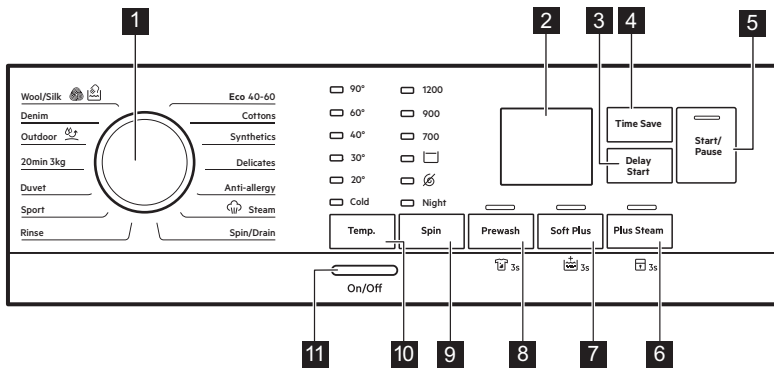 1
2
3
4
5
Wool/Silk
Denim
Outdoor
20min 3kg
Duvet
Sport
Rinse
Eco 40-60
Cottons
Synthetics
Delicates
Anti-allergy
Steam
Spin/Drain
90°
60°
40°
30°
20°
Cold
1200
900
700
Night
Time Save
Delay
Start
Start/
Pause
Temp.
Spin
Prewash
Soft Plus
Plus Steam
3s
3s
3s
On/Off
11
10
9
8
7
6